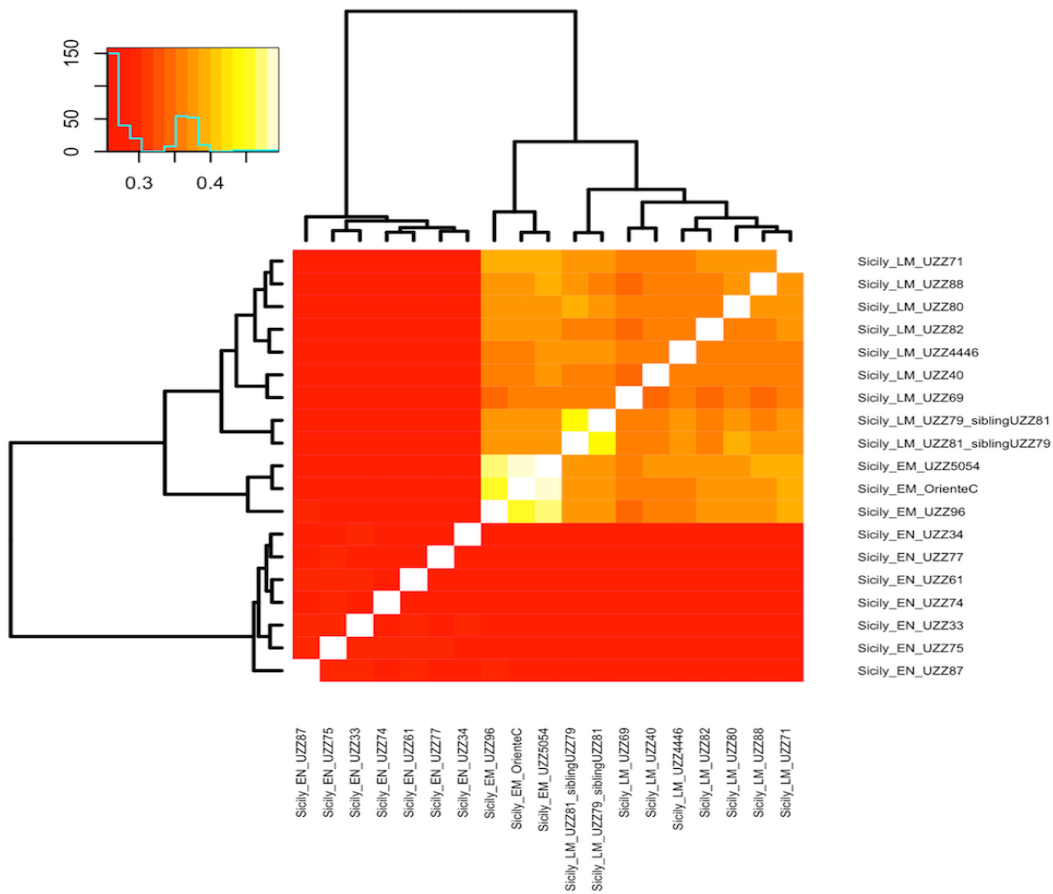 150
50
0
0.3
0.4
Sicily_LM_UZZ71
Sicily_LM_UZZ88
Sicily_LM_UZZ80
Sicily_LM_UZZ82
Sicily_LM_UZZ4446
Sicily_LM_UZZ40
Sicily_LM_UZZ69
Sicily_LM_UZZ79_siblingUZZ81
Sicily_LM_UZZ81_siblingUZZ79
Sicily_EM_UZZ5054
Sicily_EM_OrienteC
Sicily_EM_UZZ96
Sicily_EN_UZZ34
Sicily_EN_UZZ77
Sicily_EN_UZZ61
Sicily_EN_UZZ74
Sicily_EN_UZZ33
Sicily_EN_UZZ75
Sicily_EN_UZZ87
Sicily_EN_UZZ87
Sicily_EN_UZZ75
Sicily_EN_UZZ33
Sicily_EN_UZZ74
Sicily_EN_UZZ61
Sicily_EN_UZZ77
Sicily_EN_UZZ34
Sicily_EM_UZZ96
Sicily_EM_OrienteC
Sicily_EM_UZZ5054
Sicily_LM_UZZ81_siblingUZZ79
Sicily_LM_UZZ79_siblingUZZ81
Sicily_LM_UZZ69
Sicily_LM_UZZ40
Sicily_LM_UZZ4446
Sicily_LM_UZZ82
Sicily_LM_UZZ80
Sicily_LM_UZZ88
Sicily_LM_UZZ71